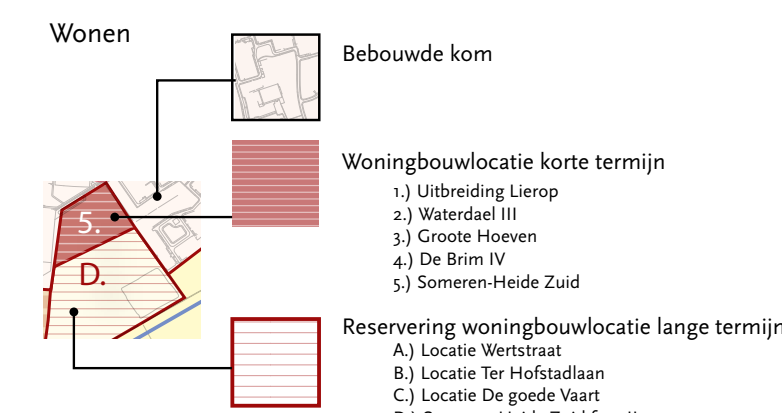 Wonen
Bebouwde kom
Woningbouwlocatie korte termijn
1.) Uitbreiding Lierop
2.) Waterdael III
3.) Groote Hoeven
4.) De Brim IV
5.) Someren-Heide Zuid
5.
D.
Reservering woningbouwlocatie lange termijn
A.) Locatie Wertstraat
B.) Locatie Ter Hofstadlaan
C.) Locatie De goede Vaart